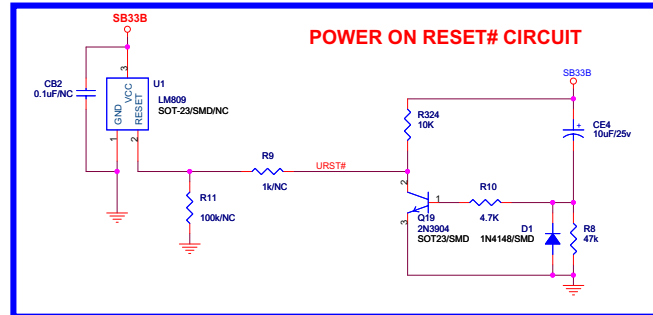 SB33B
POWER ON RESET# CIRCUIT
CB2
0.1uF/NC
3
VCC
GND
RESET
1
2
U1
LM809
SOT-23/SMD/NC
R9
1k/NC
URST#
R11
100k/NC
SB33B
R324
10K
CE4
+
10uF/25v
2
1
3
Q19
2N3904
SOT23/SMD
R10
4.7K
D1
1N4148/SMD
R8
47k